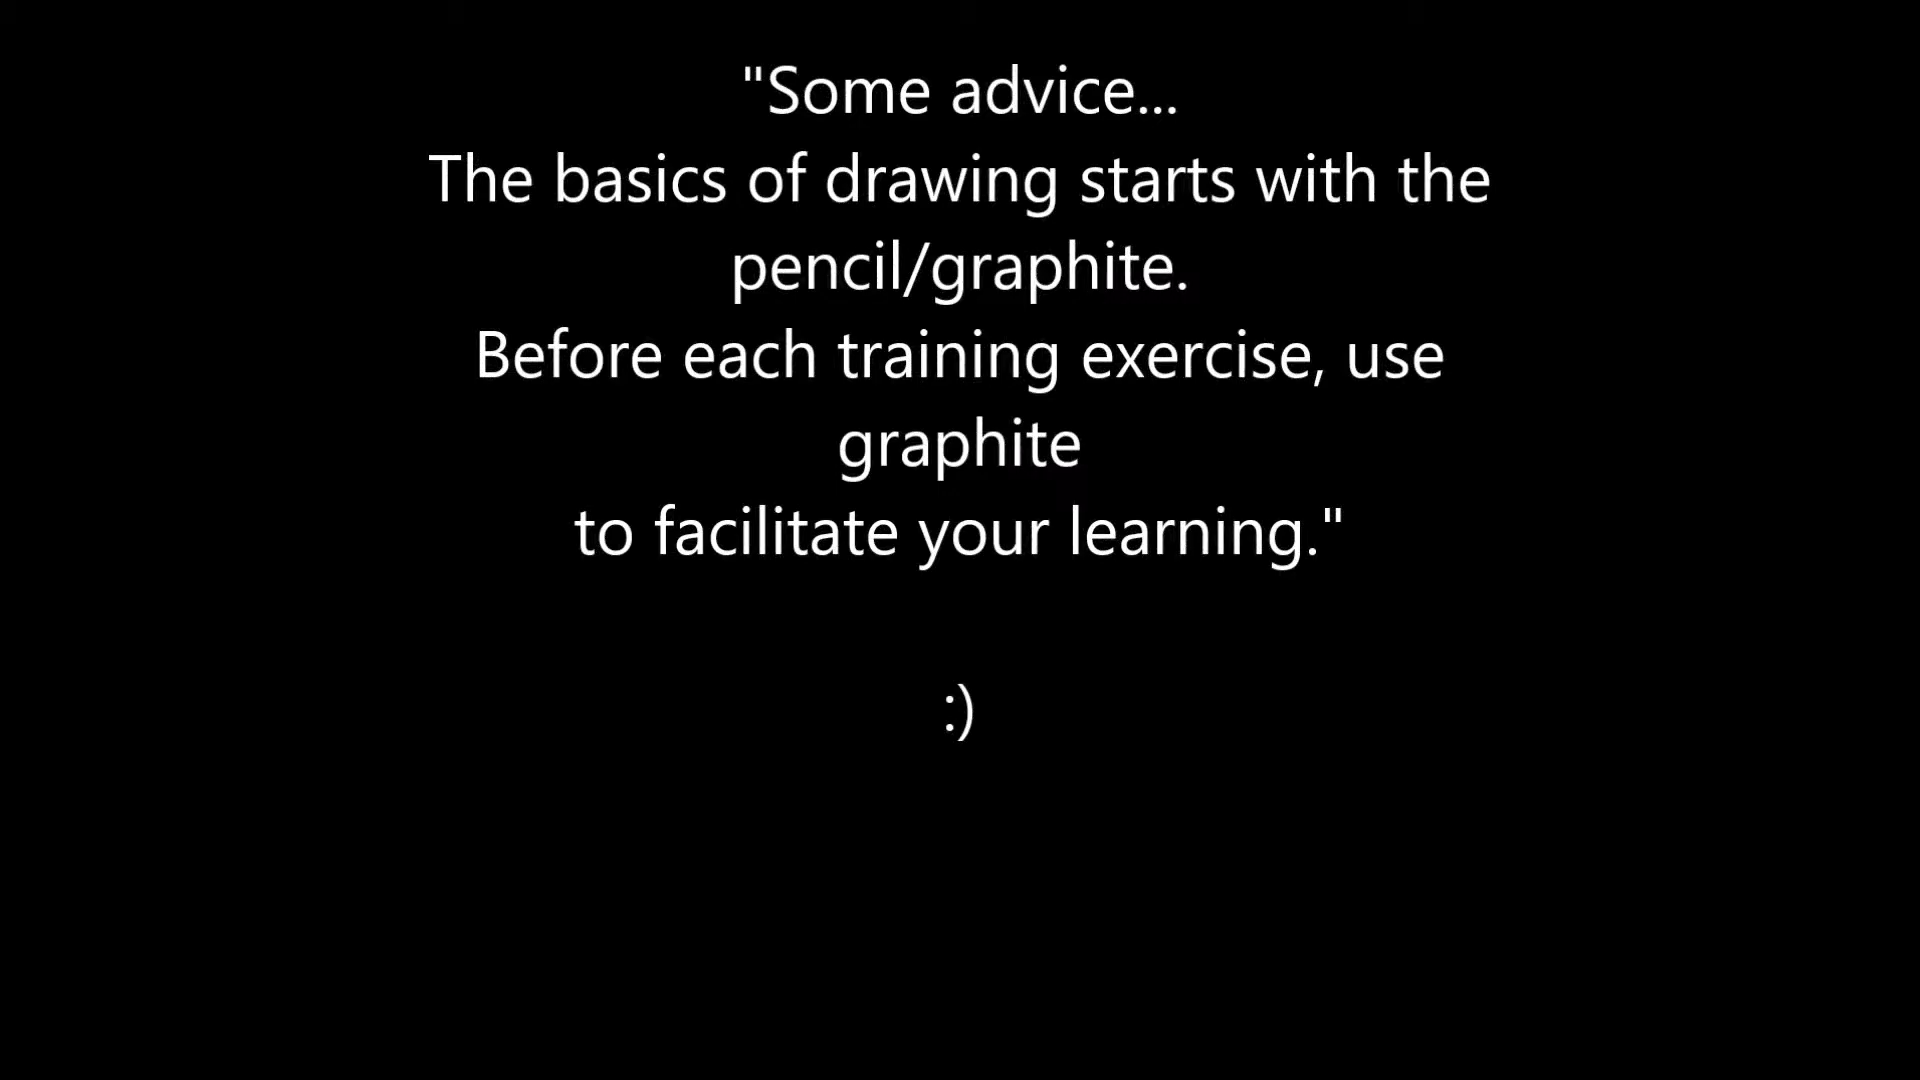 "Some advice...
The basics of drawing starts with the
pencil/graphite.
Before each training exercise, use
graphite
to facilitate your learning."
:)